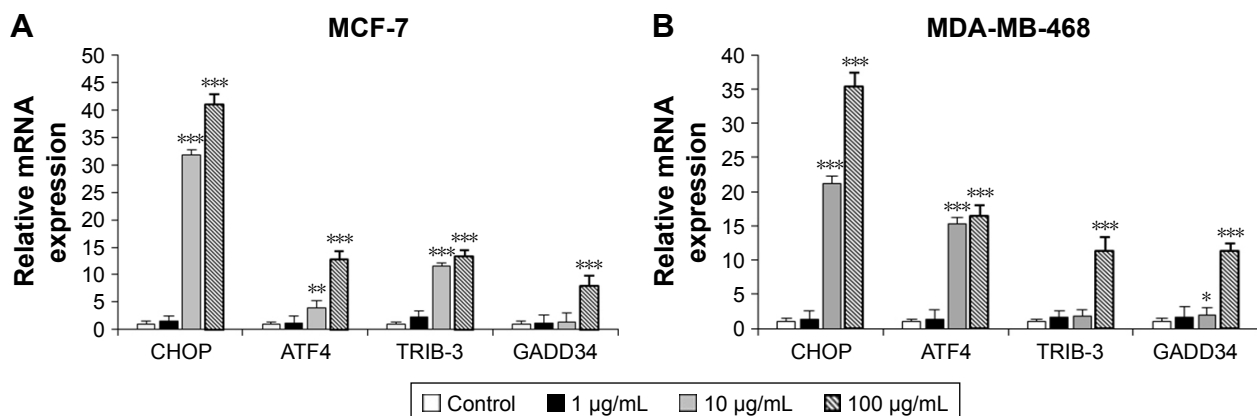 A
MCF-7
Relative mRNA
expression
50
45
40
35
30
25
20
15
10
5
0
***
***
**
***
***
***
***
CHOP
ATF4
TRIB-3
GADD34
B
MDA-MB-468
Relative mRNA
expression
40
35
30
25
20
15
10
5
0
***
***
***
***
***
*
***
CHOP
ATF4
TRIB-3
GADD34
Control 1 µg/mL 10 µg/mL 100 µg/mL